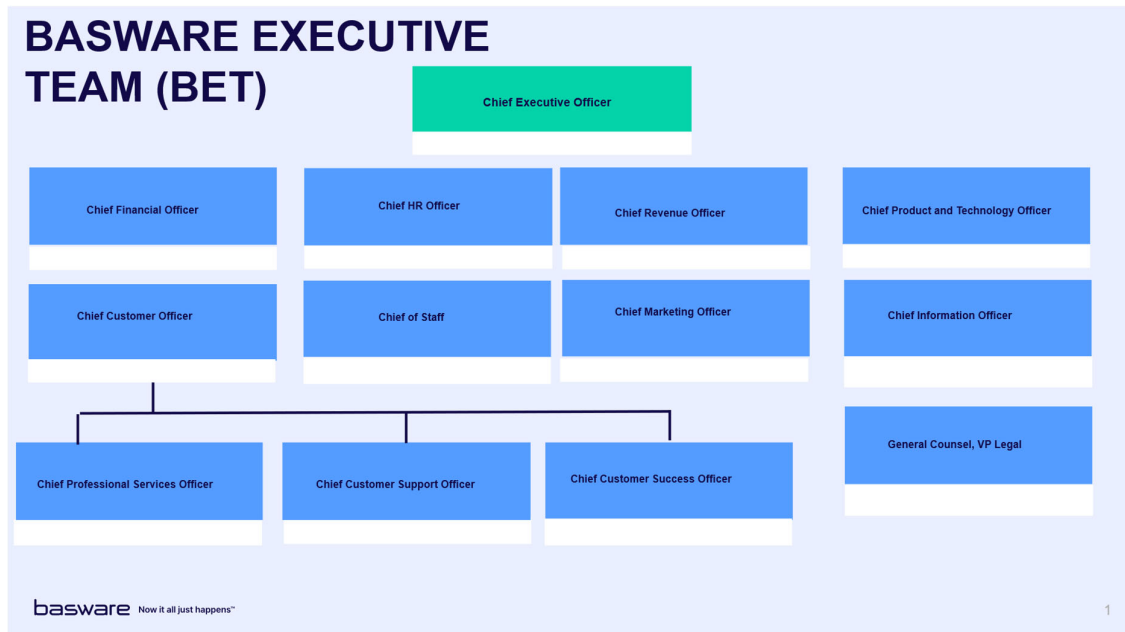 BASWARE EXECUTIVE
TEAM (BET)
Chief Executive Officer
Chief Financial Officer
Chief HR Officer
Chief Revenue Officer
Chief Product and Technology Officer
Chief Customer Officer
Chief of Staff
Chief Marketing Officer
Chief Information Officer
General Counsel, VP Legal
Chief Professional Services Officer
Chief Customer Support Officer
Chief Customer Success Officer
basware Now it all just happens™
1